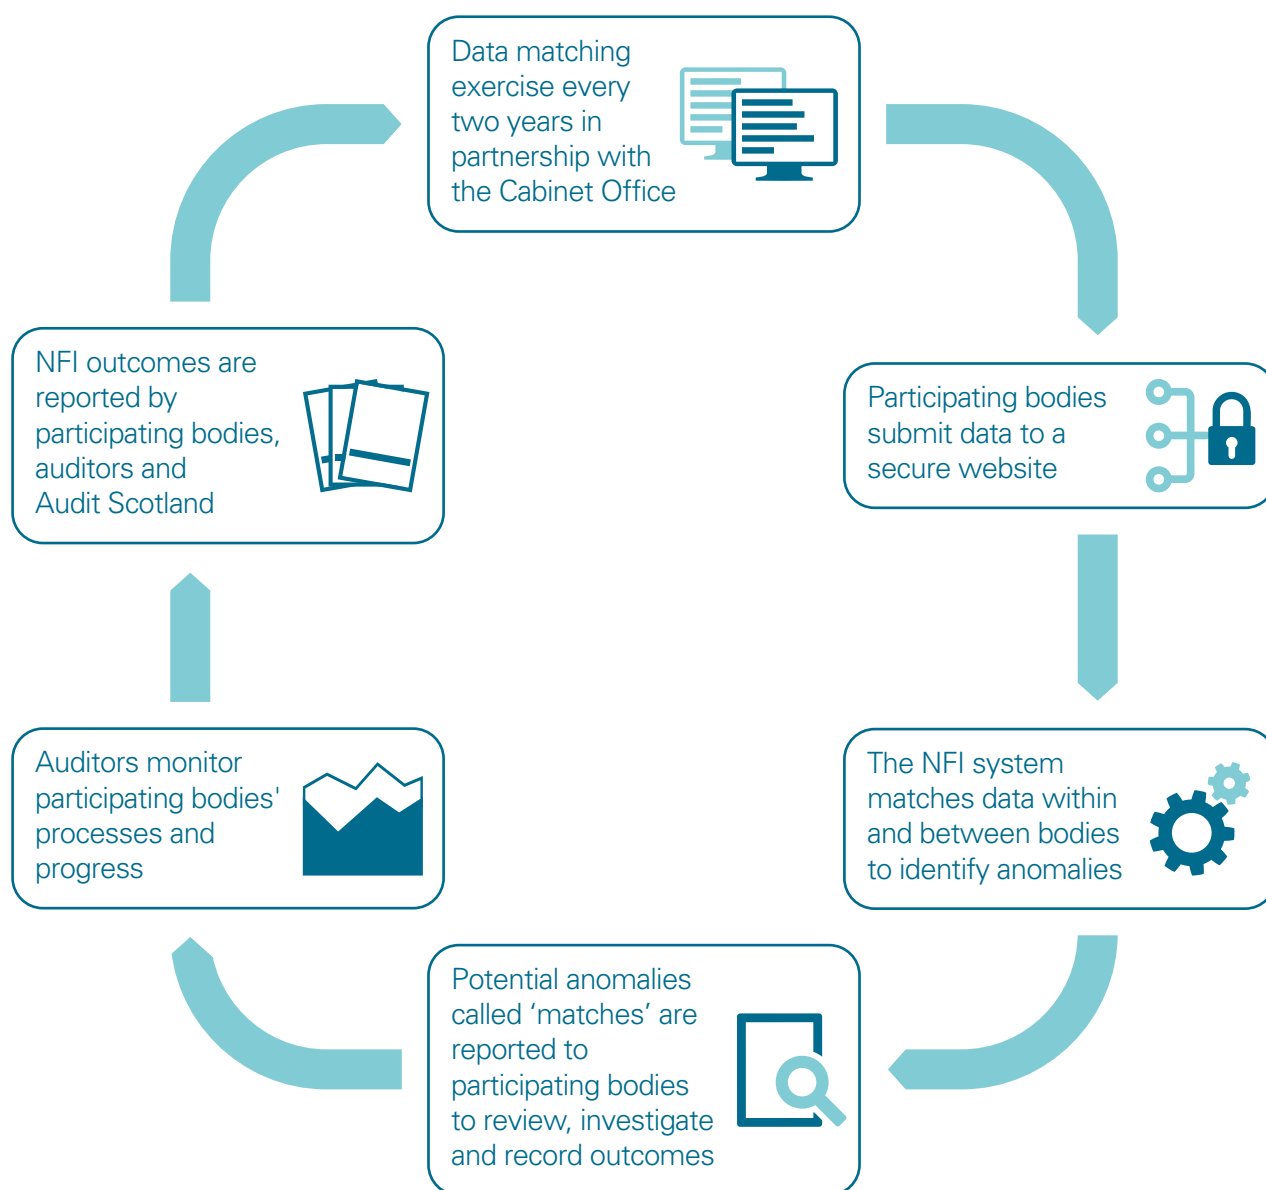 Data matching
exercise every
two years in
partnership with
the Cabinet Office
Participating bodies
submit data to a
secure website
The NFI system
matches data within
and between bodies
to identify anomalies
Potential anomalies
called ‘matches’ are
reported to
participating bodies
to review, investigate
and record outcomes
Auditors monitor
participating bodies'
processes and
progress
NFI outcomes are
reported by
participating bodies,
auditors and
Audit Scotland